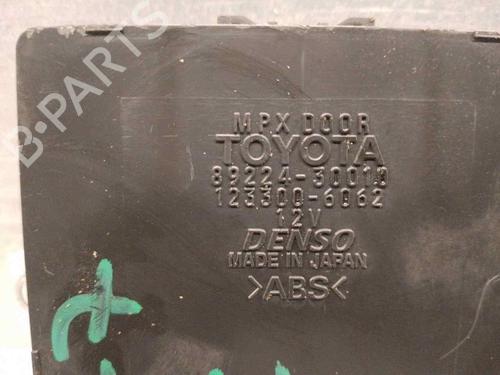 B-PARTS
MPX DOOR
TOYOTA
89224-30010
123300-6062
12V
DENSO
MADE IN JAPAN
>ABS<